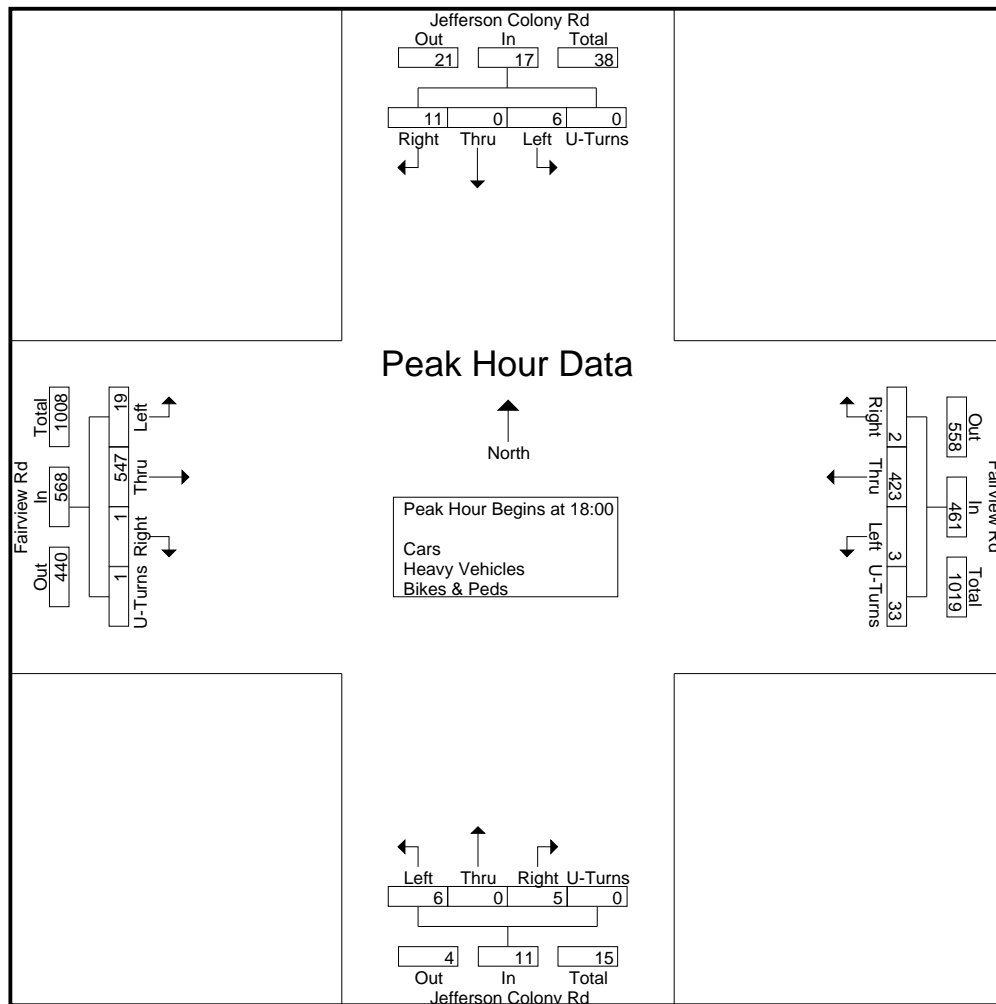 Jefferson Colony Rd
Out In Total
21 17 38
11 0 6 0
Right Thru Left U-Turns
Peak Hour Data
North
Peak Hour Begins at 18:00
Cars
Heavy Vehicles
Bikes & Peds
Fairview Rd
Out In Total
440 568 1008
1 1 547 19
U-Turns Right Thru Left
Fairview Rd
Out In Total
558 461 1019
2 423 3 33
Right Thru Left U-Turns
Left Thru Right U-Turns
6 0 5 0
4 11 15
Out In Total
Jefferson Colony Rd